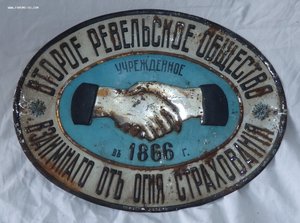 ВТОРОЕ РЕВЕЛЬСКОЕ ОБЩЕСТВО
УЧРЕЖДЕННОЕ
ВЪ 1866 Г.
ВЗАИМНАГО ОТЪ ОГНЯ СТРАХОВАНІЯ